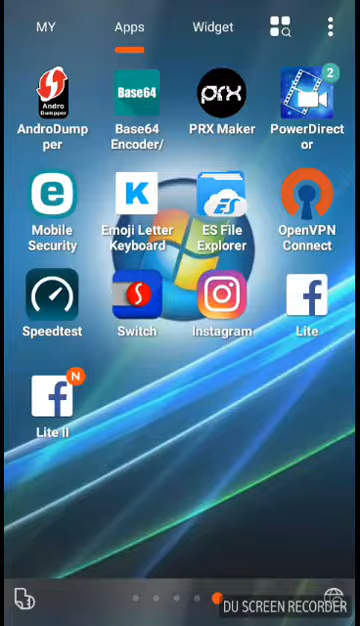 MY Apps Widget
2
Andro
Dumpper
Base64
prx
AndroDump
per
Base64
Encoder/
PRX Maker
PowerDirect
or
e
K
ES
Mobile
Security
Emoji Letter
Keyboard
ES File
Explorer
OpenVPN
Connect
S
f
Speedtest
Switch
Instagram
Lite
N
f
Lite II
DU SCREEN RECORDER